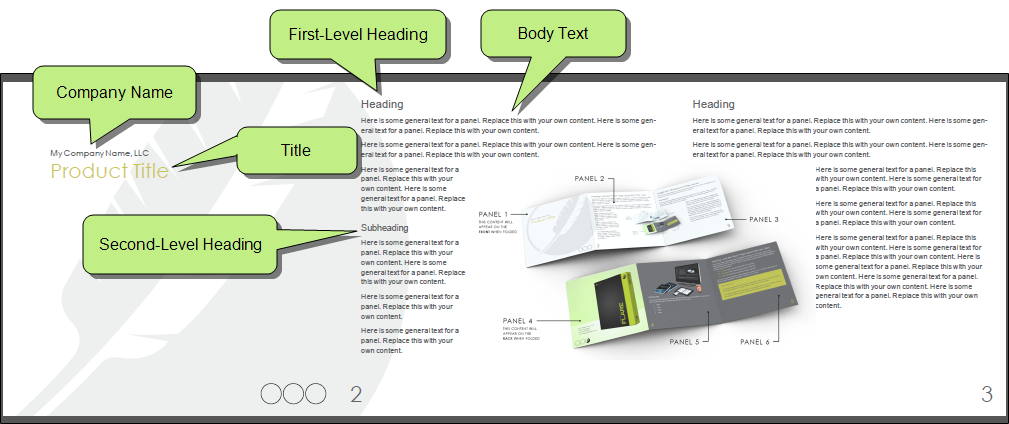 First-Level Heading
Body Text
Company Name
Title
Second-Level Heading
My Company Name, LLC
Product Title
Heading
Here is some general text for a panel. Replace this with your own content. Here is some gen-
eral text for a panel. Replace this with your own content.
Here is some general text for a panel. Replace this with your own content. Here is some gen-
eral text for a panel. Replace this with your own content.
Here is some general text for a
panel. Replace this with your
own content. Here is some
general text for a panel. Replace
this with your own content.
Subheading
Here is some general text for a
panel. Replace this with your
own content. Here is some
general text for a panel. Replace
this with your own content.
Here is some general text for a
panel. Replace this with your
own content.
Here is some general text for a
panel. Replace this with your
own content.
2
PANEL 1
THIS CONTENT WILL
APPEAR ON THE
FRONT WHEN FOLDED
PANEL 2
PANEL 3
PANEL 4
THIS CONTENT WILL
APPEAR ON THE
BACK WHEN FOLDED
FLARE
PANEL 5
PANEL 6
Heading
Here is some general text for a panel. Replace this with your own content. Here is some gen-
eral text for a panel. Replace this with your own content.
Here is some general text for a panel. Replace this with your own content. Here is some gen-
eral text for a panel. Replace this with your own content.
Here is some general text for a panel. Replace this
with your own content. Here is some general text for
a panel. Replace this with your own content.
Here is some general text for a panel. Replace this
with your own content. Here is some general text for
a panel. Replace this with your own content.
Here is some general text for a panel. Replace this
with your own content. Here is some general text for
a panel. Replace this with your own content. Here is
some general text for a panel. Replace this with your
own content. Here is some general text for a panel.
Replace this with your own content. Here is some
general text for a panel. Replace this with your own
content.
3